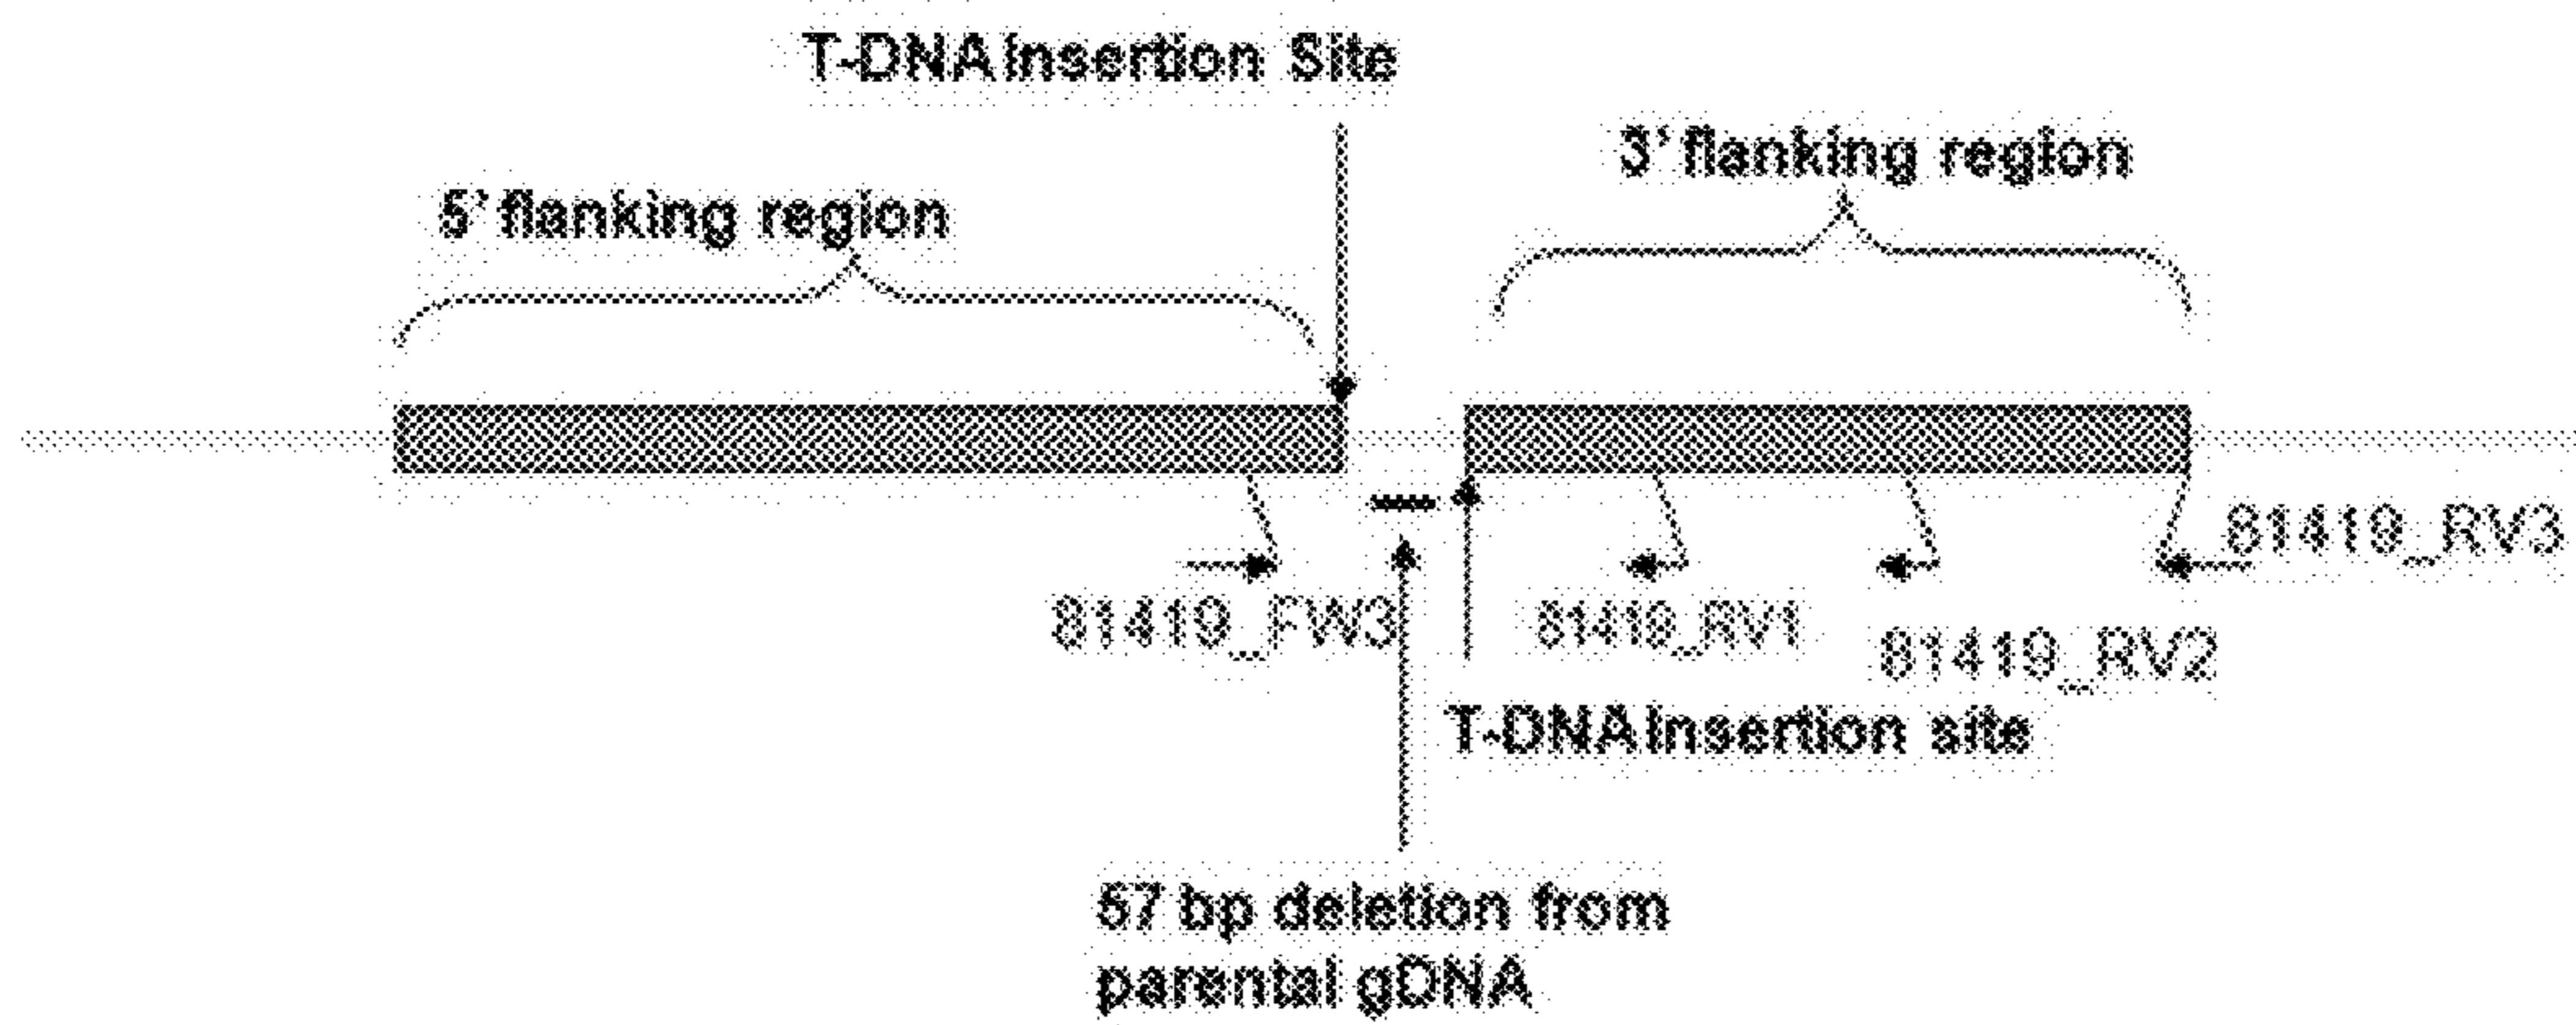 T-DNA Insertion Site
3' flanking region
5' flanking region
81419_RV3
81419_FW3
81419_RV1
81419_RV2
T-DNA Insertion site
57 bp deletion from
parental gDNA